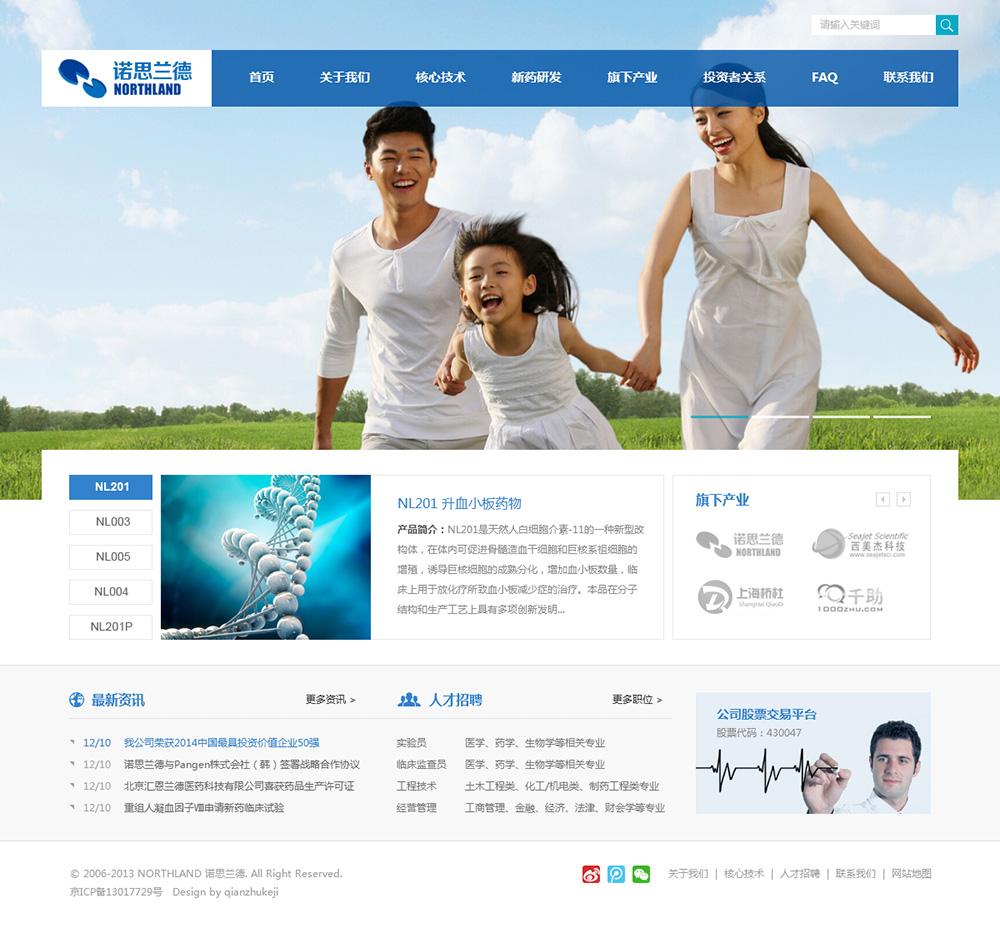 请输入关键词
诺思兰德
NORTHLAND
首页 关于我们 核心技术 新药研发 旗下产业 投资者关系 FAQ 联系我们
NL201
NL003
NL005
NL004
NL201P
NL201 升血小板药物
产品简介：NL201是天然人白细胞介素-11的一种新型改
构体，在体内可促进骨髓造血干细胞和巨核系祖细胞的
增殖，诱导巨核细胞的成熟分化，增加血小板数量，临
床上用于放化疗所致血小板减少症的治疗。本品在分子
结构和生产工艺上具有多项创新发明...
旗下产业
诺思兰德
NORTHLAND
Seajet Scientific
西美杰科技
www.seajetsci.com
上海桥杜
ShangHai QiaoD
千助
1000ZHU.COM
最新资讯 更多资讯 >
12/10 我公司荣获2014中国最具投资价值企业50强
12/10 诺思兰德与Pangen株式会社（韩）签署战略合作协议
12/10 北京汇恩兰德医药科技有限公司喜获药品生产许可证
12/10 重组人凝血因子Ⅷ申请新药临床试验
人才招聘 更多职位 >
实验员 医学、药学、生物学等相关专业
临床监查员 医学、药学、生物学等相关专业
工程技术 土木工程类、化工/机电类、制药工程类专业
经营管理 工商管理、金融、经济、法律、财会学等专业
公司股票交易平台
股票代码：430047
© 2006-2013 NORTHLAND 诺思兰德. All Right Reserved.
京ICP备13017729号 Design by qianzhukeji
关于我们 | 核心技术 | 人才招聘 | 联系我们 | 网站地图